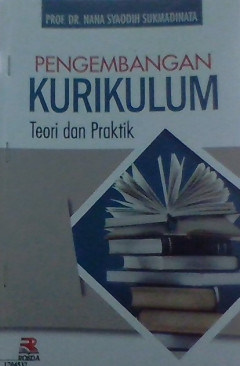 PROF. DR. NANA SYAODIH SUKMADINATA
PENGEMBANGAN
KURIKULUM
Teori dan Praktik
ROSDA